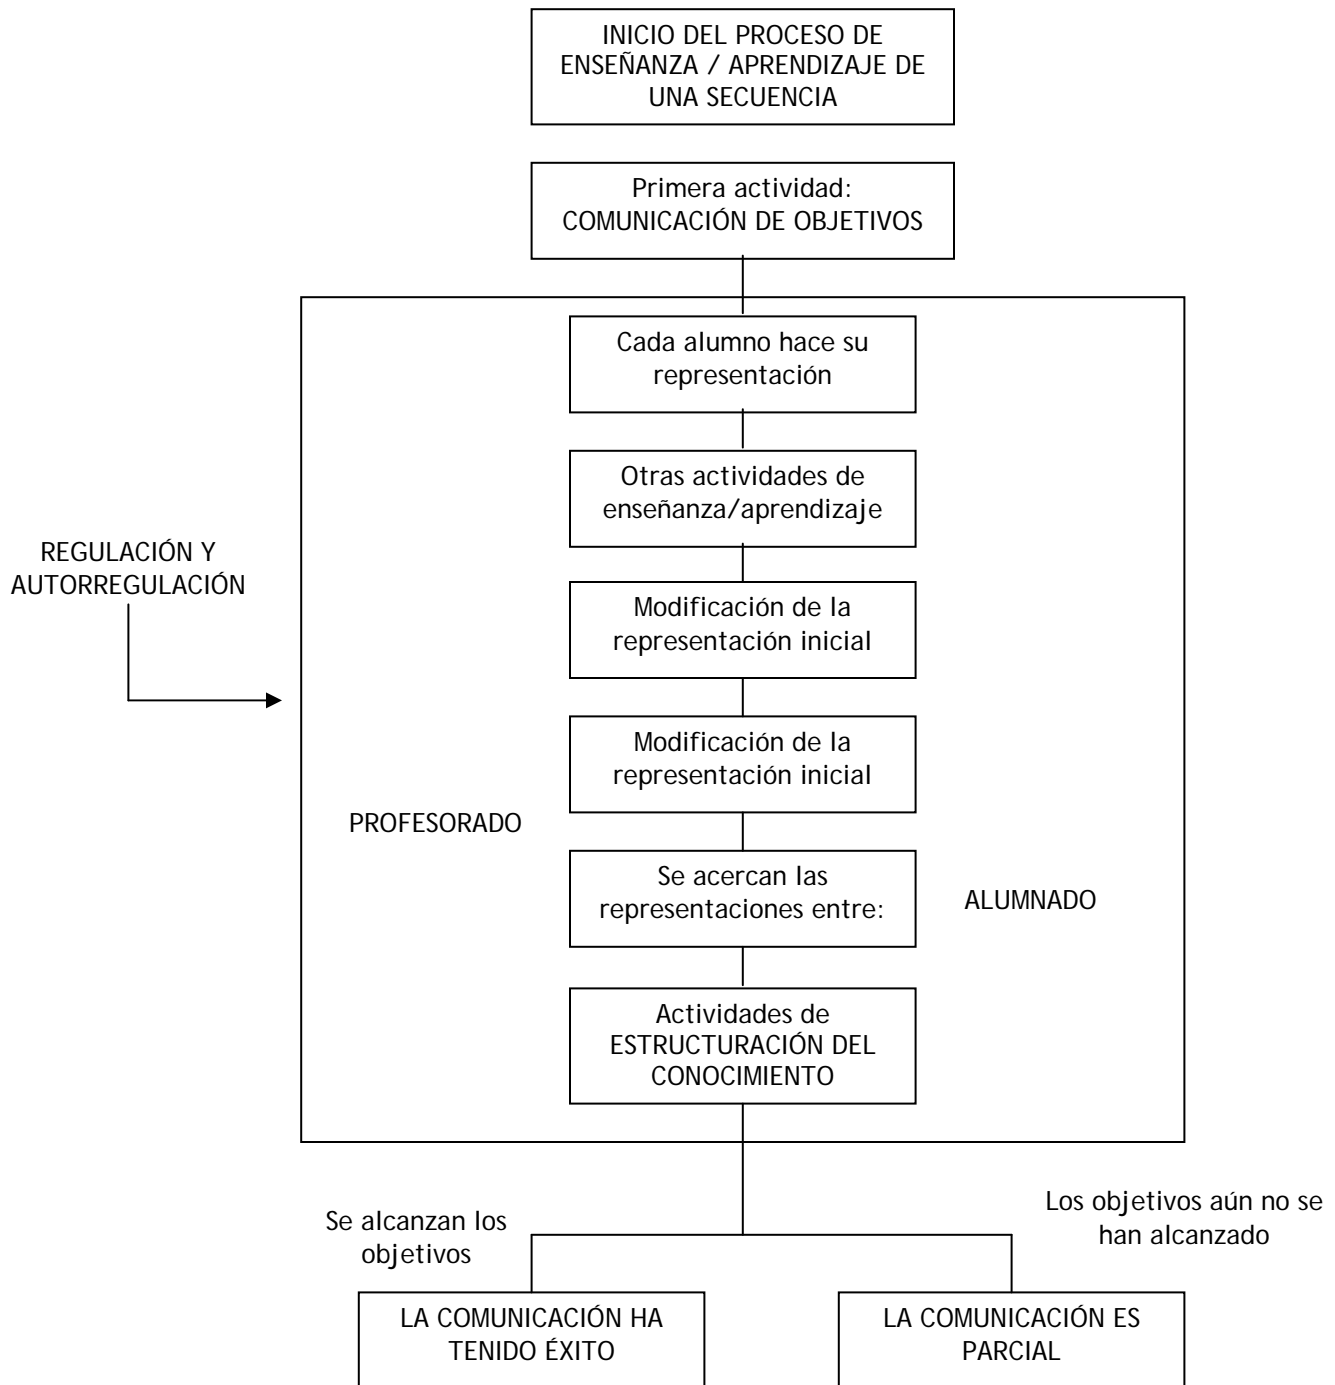 INICIO DEL PROCESO DE
ENSEÑANZA / APRENDIZAJE DE
UNA SECUENCIA
Primera actividad:
COMUNICACIÓN DE OBJETIVOS
Cada alumno hace su
representación
Otras actividades de
enseñanza/aprendizaje
REGULACIÓN Y
AUTORREGULACIÓN
Modificación de la
representación inicial
Modificación de la
representación inicial
PROFESORADO
Se acercan las
representaciones entre:
ALUMNADO
Actividades de
ESTRUCTURACIÓN DEL
CONOCIMIENTO
Se alcanzan los
objetivos
Los objetivos aún no se
han alcanzado
LA COMUNICACIÓN HA
TENIDO ÉXITO
LA COMUNICACIÓN ES
PARCIAL